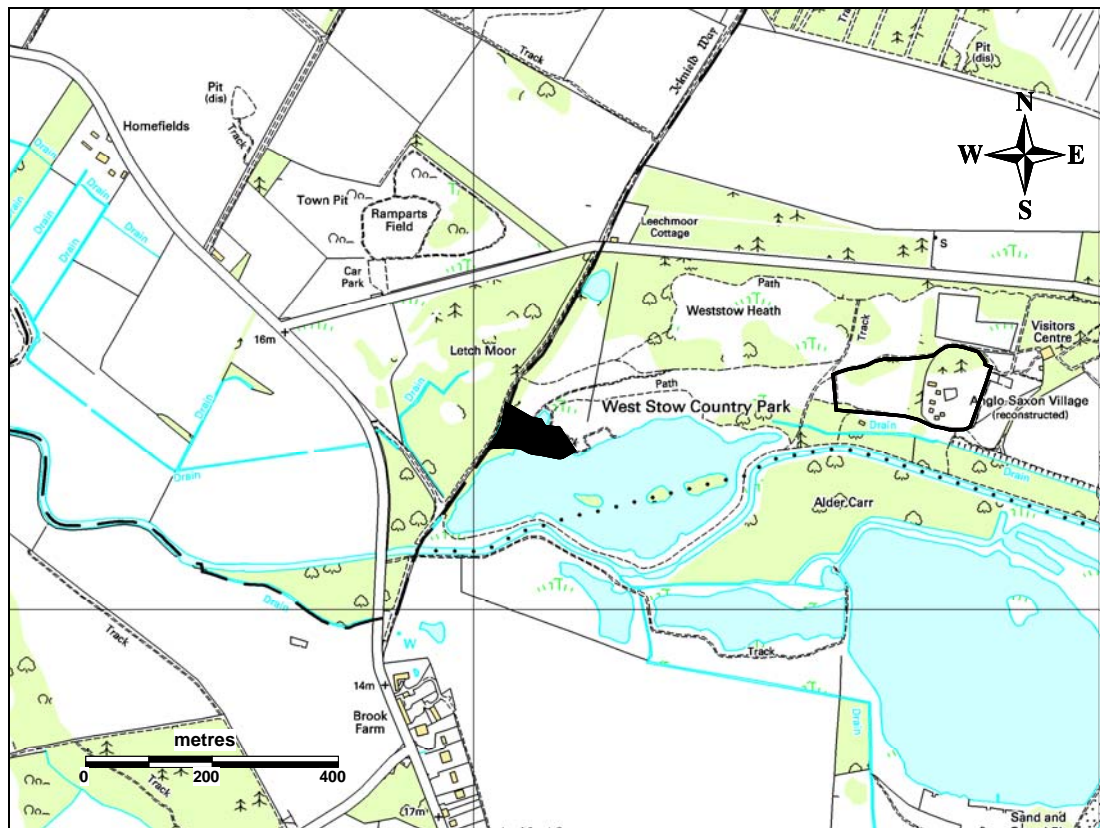 Track
Icknield Way
Track
Pit
(dis)
Pit
(dis)
Track
Homefields
N
W
E
S
Drain
Drain
Drain
Drain
Drain
Town Pit
Ramparts
Field
Leechmoor
Cottage
S
Car
Park
Path
Weststow Heath
Track
Visitors
Centre
16m
Letch Moor
Drain
Path
West Stow Country Park
Anglo Saxon Village
(reconstructed)
Drain
Drain
Drain
Alder Carr
Drain
Track
W
Track
14m
Brook
Farm
Drain
metres
0
200
400
Track
17m
Sand and